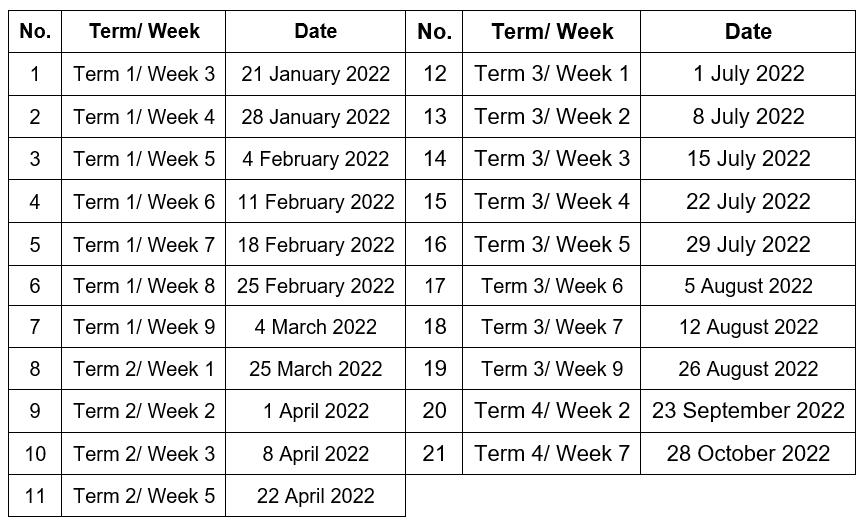 No. Term/ Week Date No. Term/ Week Date
1 Term 1/ Week 3 21 January 2022 12 Term 3/ Week 1 1 July 2022
2 Term 1/ Week 4 28 January 2022 13 Term 3/ Week 2 8 July 2022
3 Term 1/ Week 5 4 February 2022 14 Term 3/ Week 3 15 July 2022
4 Term 1/ Week 6 11 February 2022 15 Term 3/ Week 4 22 July 2022
5 Term 1/ Week 7 18 February 2022 16 Term 3/ Week 5 29 July 2022
6 Term 1/ Week 8 25 February 2022 17 Term 3/ Week 6 5 August 2022
7 Term 1/ Week 9 4 March 2022 18 Term 3/ Week 7 12 August 2022
8 Term 2/ Week 1 25 March 2022 19 Term 3/ Week 9 26 August 2022
9 Term 2/ Week 2 1 April 2022 20 Term 4/ Week 2 23 September 2022
10 Term 2/ Week 3 8 April 2022 21 Term 4/ Week 7 28 October 2022
11 Term 2/ Week 5 22 April 2022